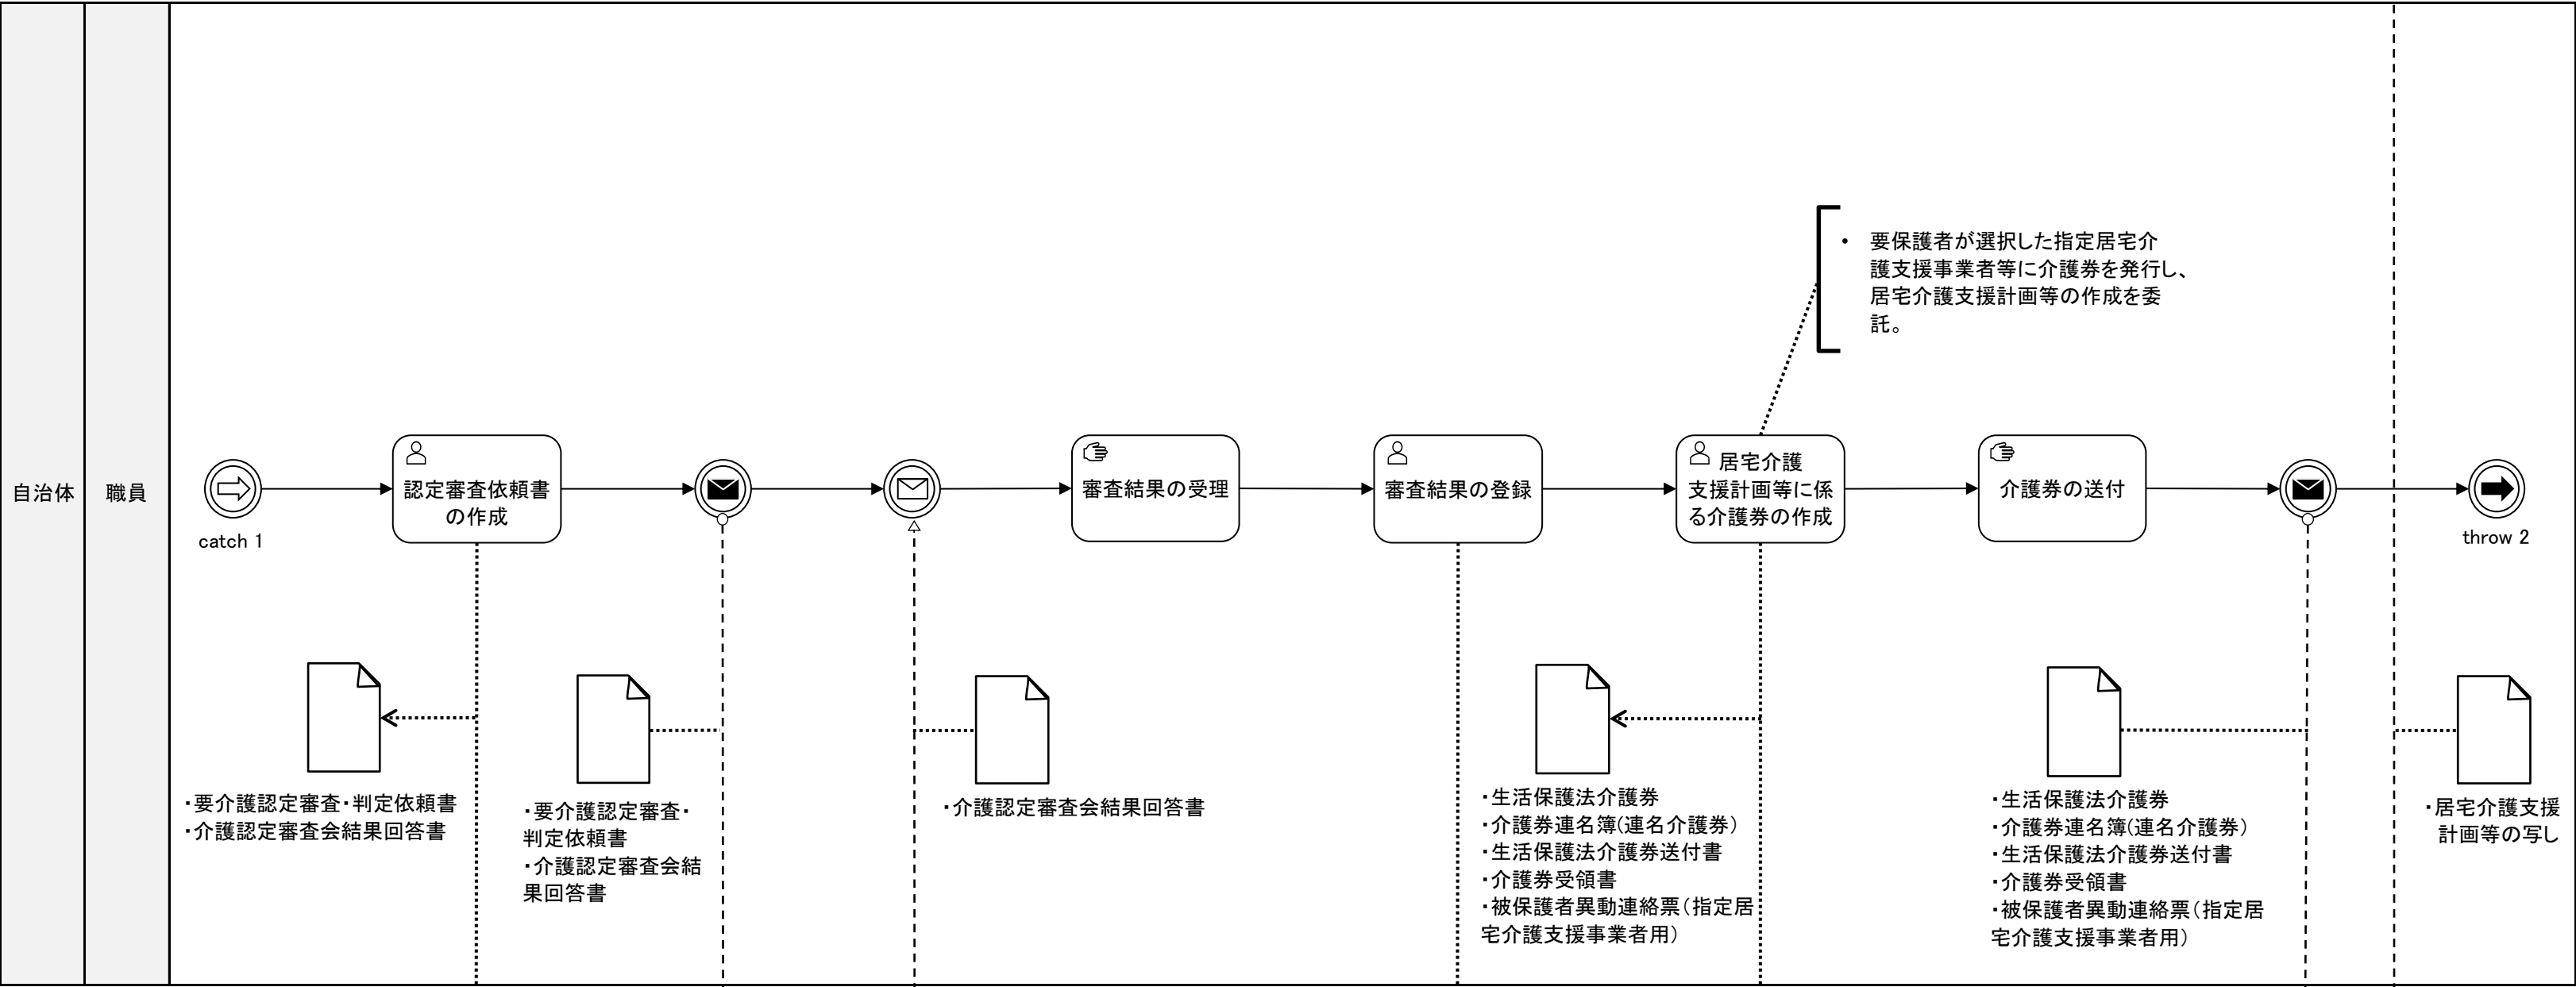 自治体
職員
catch 1
認定審査依頼書
の作成
審査結果の受理
審査結果の登録
居宅介護
支援計画等に係
る介護券の作成
介護券の送付
throw 2
• 要保護者が選択した指定居宅介
護支援事業者等に介護券を発行し、
居宅介護支援計画等の作成を委
託。
・要介護認定審査・判定依頼書
・介護認定審査会結果回答書
・要介護認定審査・
判定依頼書
・介護認定審査会結
果回答書
・介護認定審査会結果回答書
・生活保護法介護券
・介護券連名簿(連名介護券)
・生活保護法介護券送付書
・介護券受領書
・被保護者異動連絡票(指定居
宅介護支援事業者用)
・生活保護法介護券
・介護券連名簿(連名介護券)
・生活保護法介護券送付書
・介護券受領書
・被保護者異動連絡票(指定居
宅介護支援事業者用)
・居宅介護支援
計画等の写し